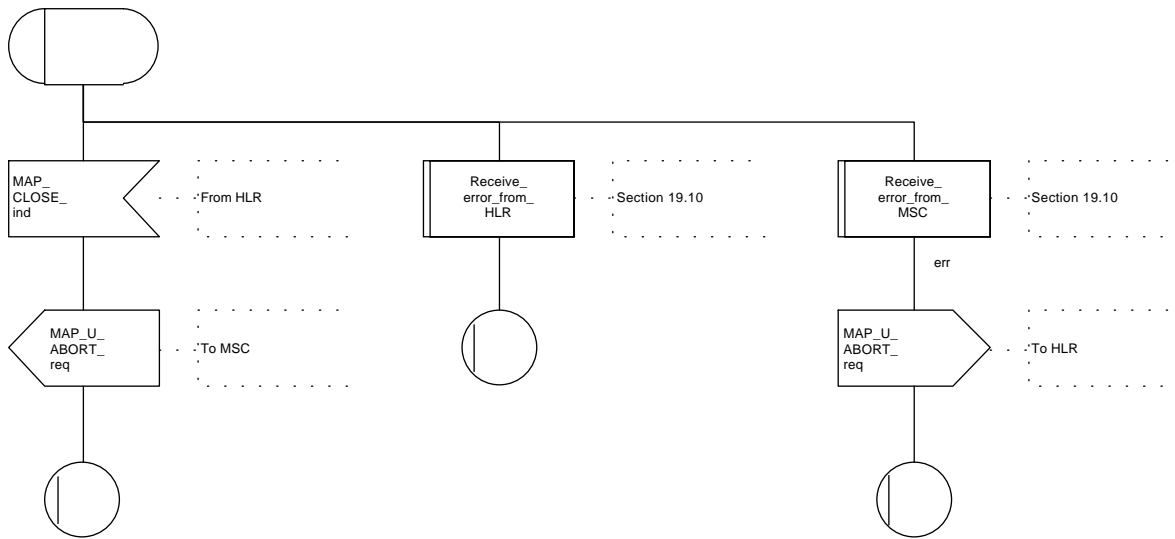 MAP_
CLOSE_
ind
From HLR
Receive_
error_from_
HLR
Section 19.10
Receive_
error_from_
MSC
Section 19.10
err
MAP_U_
ABORT_
req
To MSC
MAP_U_
ABORT_
req
To HLR